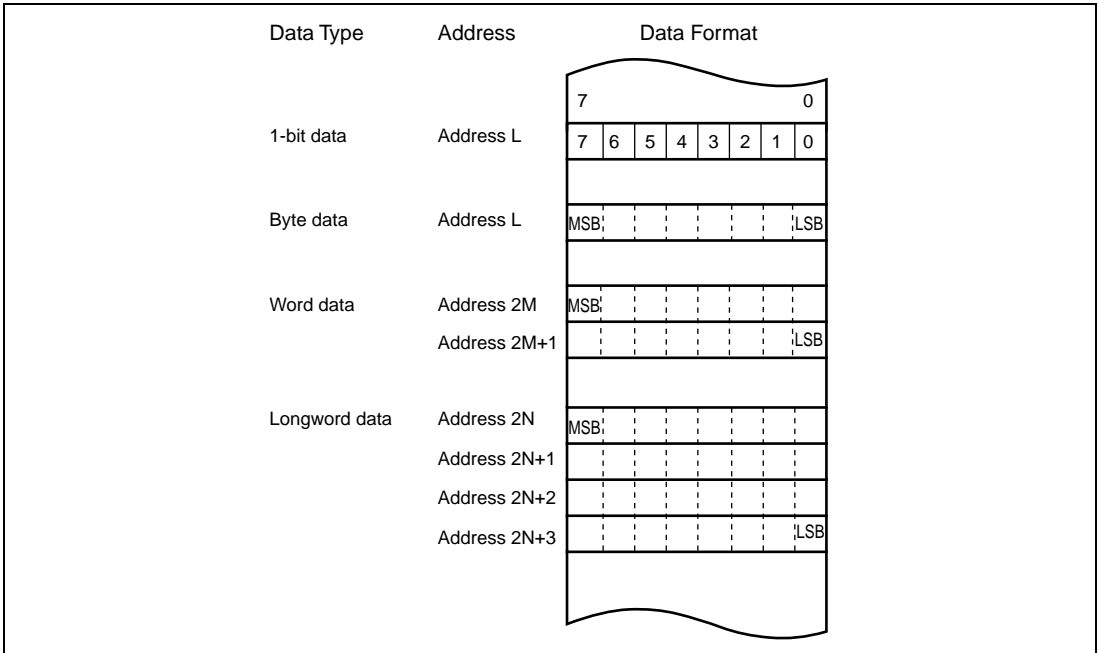 Data Type Address Data Format
7 0
1-bit data Address L 7 6 5 4 3 2 1 0
Byte data Address L MSB LSB
Word data Address 2M MSB
Address 2M+1 LSB
Longword data Address 2N MSB
Address 2N+1
Address 2N+2
Address 2N+3 LSB